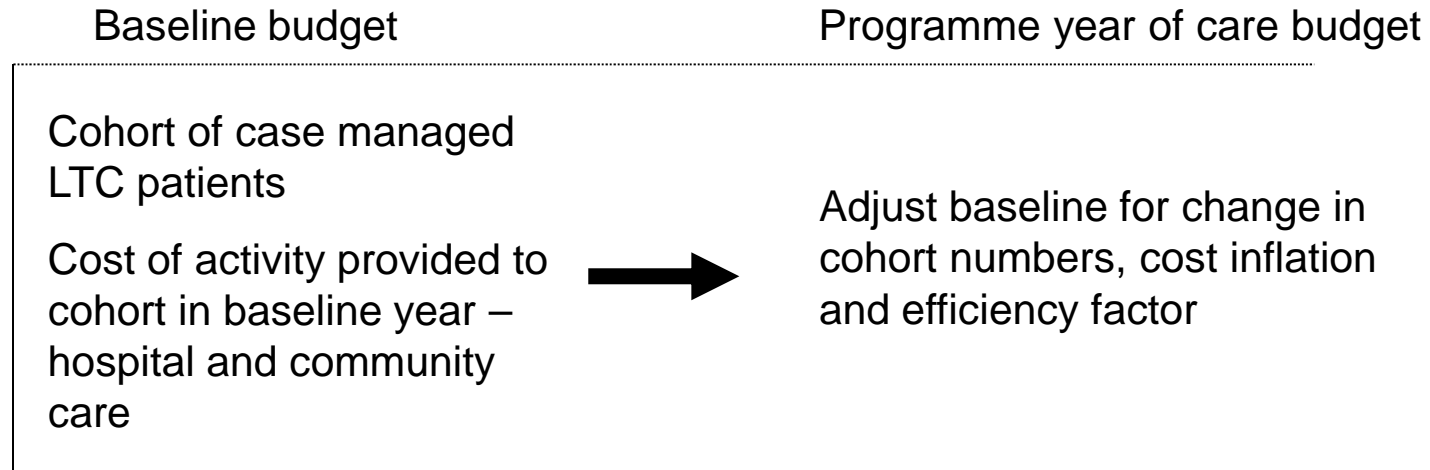 Baseline budget
Programme year of care budget
Cohort of case managed
LTC patients
Cost of activity provided to
cohort in baseline year –
hospital and community
care
Adjust baseline for change in
cohort numbers, cost inflation
and efficiency factor